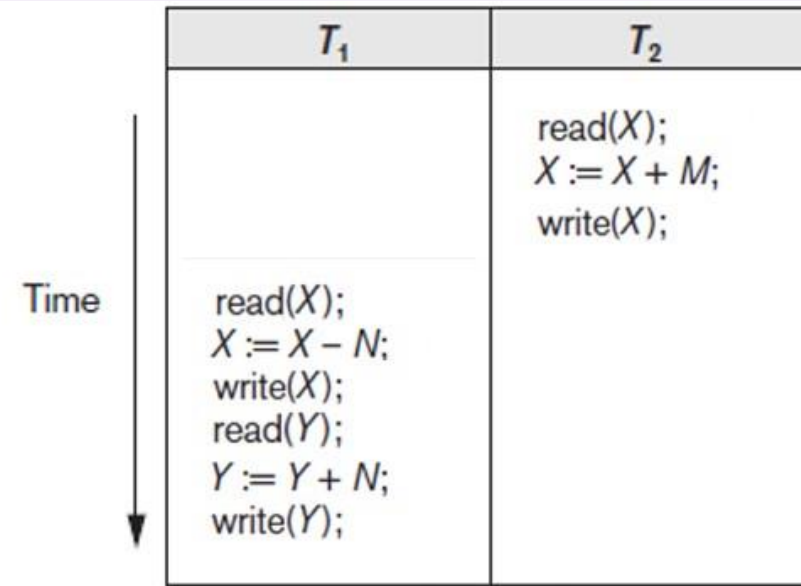 T₁ T₂
read(X);
X := X + M;
write(X);
Time
read(X);
X := X – N;
write(X);
read(Y);
Y := Y + N;
write(Y);